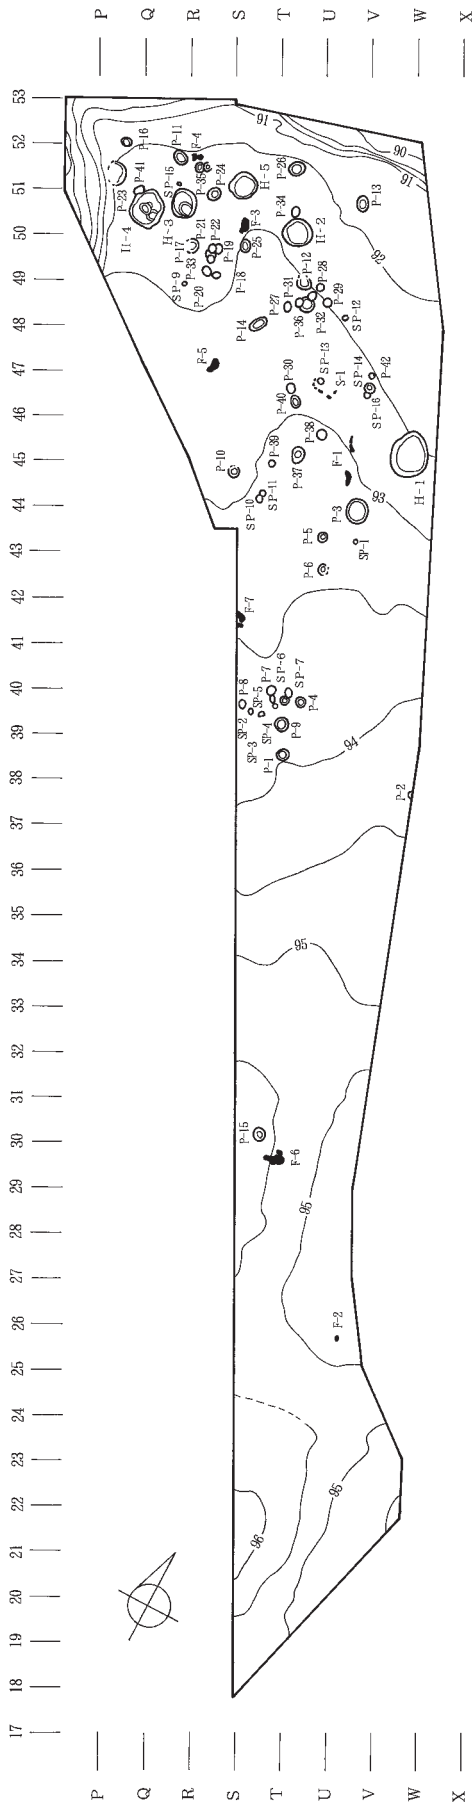 P Q R S T U V W X
53
52
51
50
49
48
47
46
45
44
43
42
41
40
39
38
37
36
35
34
33
32
31
30
29
28
27
26
25
24
23
22
21
20
19
18
17
P Q R S T U V W X
91
90
91
92
93
94
95
95
96
95
P-16
P-11
F-4
P-41
SP-15
P-35
P-24
P-23
H-4
H-3
H-5
P-26
P-34
P-13
P-21
P-22
F-3
H-2
P-17
P-19
P-25
SP-9
P-33
P-20
P-18
P-12
P-31
P-28
P-27
P-29
P-14
P-36
P-32
SP-12
F-5
P-30
SP-13
S-1
SP-14
P-42
P-40
SP-16
P-10
P-39
P-38
F-1
H-1
SP-11
P-37
SP-10
P-3
P-5
P-6
SP-1
F-7
P-8
P-7
SP-6
SP-7
SP-5
SP-2
P-4
SP-4
SP-3
P-9
P-1
P-2
P-15
F-6
F-2